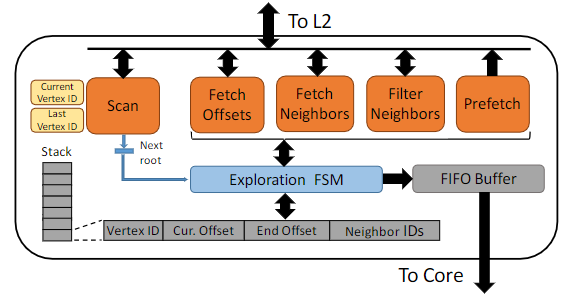 To L2
Current
Vertex ID
Last
Vertex ID
Scan
Fetch
Offsets
Fetch
Neighbors
Filter
Neighbors
Prefetch
Next
root
Stack
Exploration FSM
FIFO Buffer
Vertex ID
Cur. Offset
End Offset
Neighbor IDs
To Core